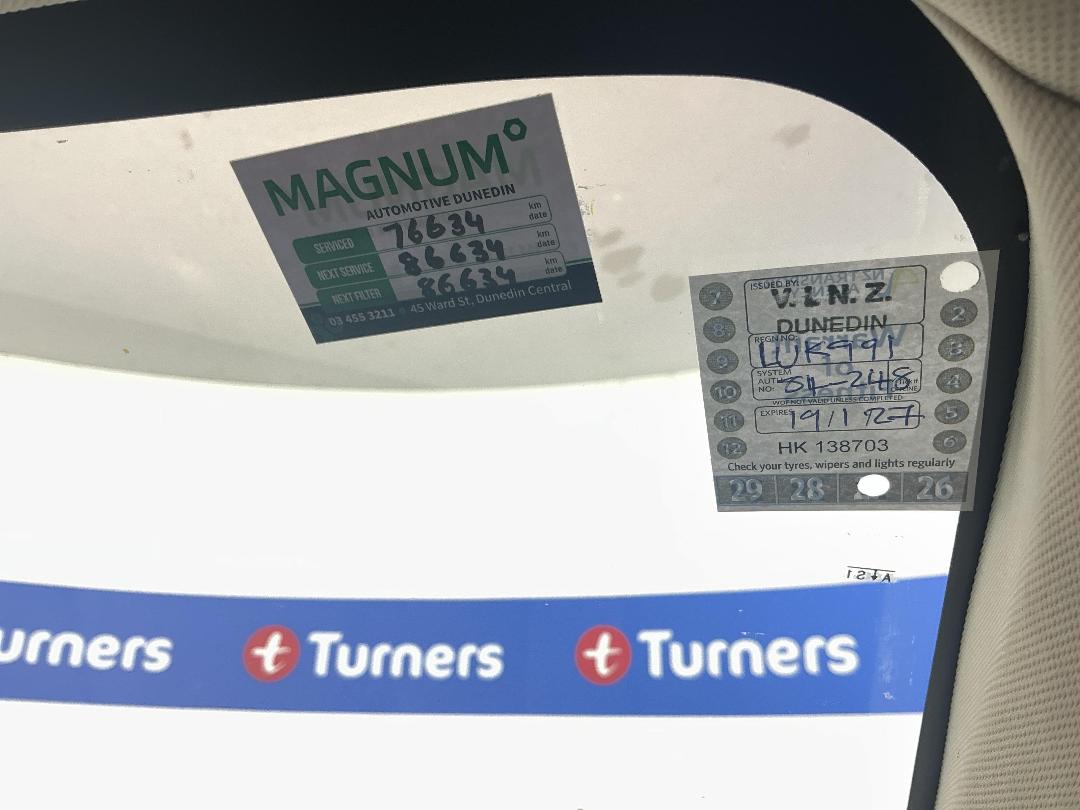 MAGNUM
AUTOMOTIVE DUNEDIN
SERVICED 76634 km date
NEXT SERVICE 86634 km date
NEXT FILTER 86634 km date
03 455 3211 45 Ward St, Dunedin Central
ISSUED BY:
V. & N. Z.
DUNEDIN
REGN NO:
SYSTEM AUTH NO:
WOF NOT VALID UNLESS COMPLETED
EXPIRES 19/1/27
HK 138703
Check your tyres, wipers and lights regularly
7 8 9 10 11 12
2 3 4 5 6
29 28 26
AS1
urners Turners Turners